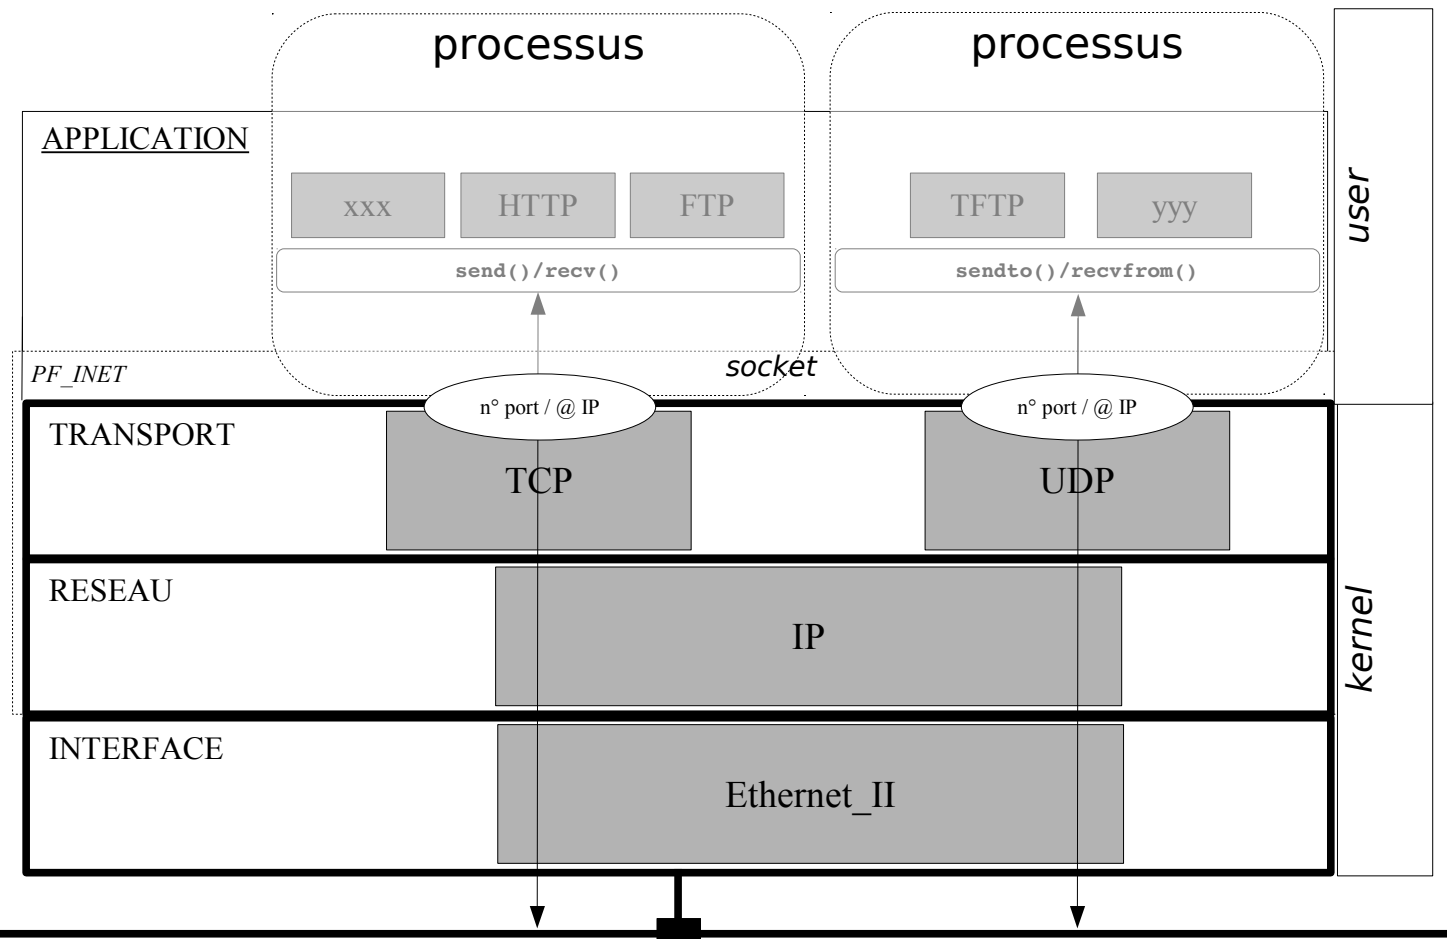 processus
processus
APPLICATION
xxx
HTTP
FTP
TFTP
yyy
user
send()/recv()
sendto()/recvfrom()
PF_INET
socket
n° port / @ IP
n° port / @ IP
TRANSPORT
TCP
UDP
RESEAU
IP
kernel
INTERFACE
Ethernet_II